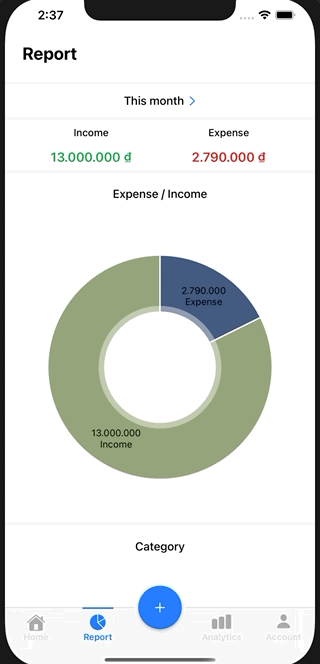 2:37
Report
This month
Income
Expense
13.000.000 ₫
2.790.000 ₫
Expense / Income
2.790.000
Expense
13.000.000
Income
Category
Home
Report
Analytics
Account